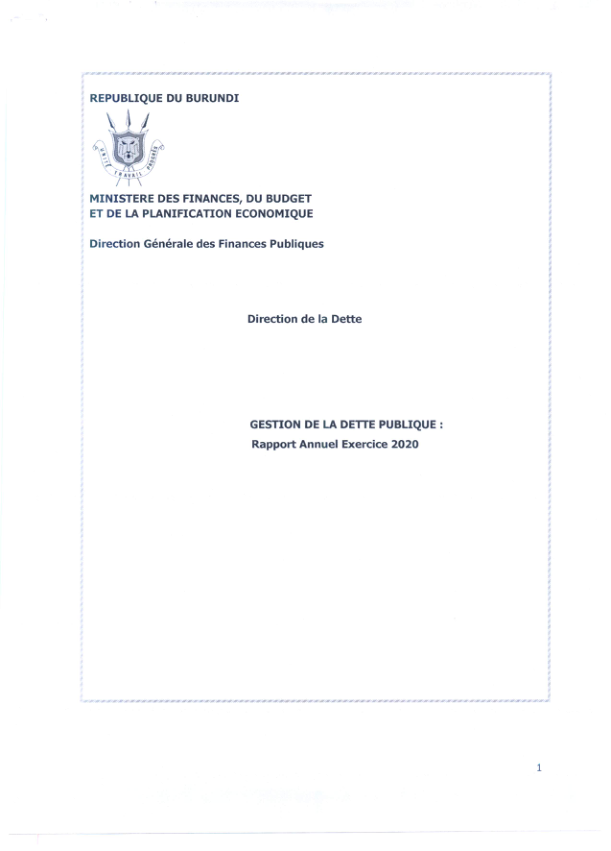 REPUBLIQUE DU BURUNDI
UNITE TRAVAIL PROGRES
MINISTERE DES FINANCES, DU BUDGET
ET DE LA PLANIFICATION ECONOMIQUE
Direction Générale des Finances Publiques
Direction de la Dette
GESTION DE LA DETTE PUBLIQUE :
Rapport Annuel Exercice 2020
1